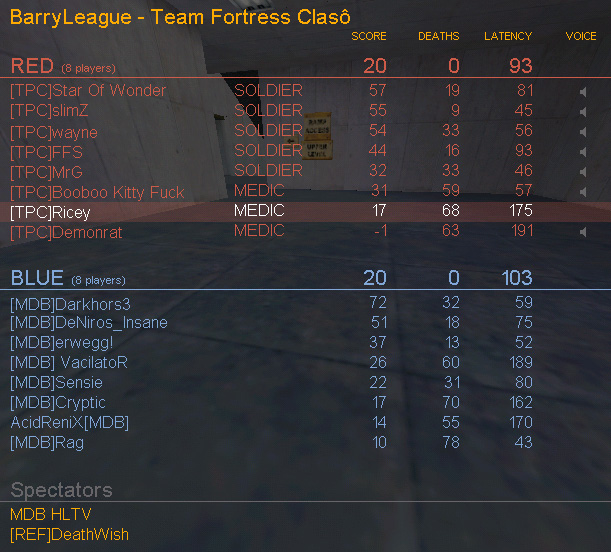 BarryLeague - Team Fortress Clasô
SCORE DEATHS LATENCY VOICE
RED (8 players) 20 0 93
[TPC]Star Of Wonder SOLDIER 57 19 81
[TPC]slimZ SOLDIER 55 9 45
[TPC]wayne SOLDIER 54 33 56
[TPC]FFS SOLDIER 44 16 93
[TPC]MrG SOLDIER 32 33 46
[TPC]Booboo Kitty Fuck MEDIC 31 59 57
[TPC]Ricey MEDIC 17 68 175
[TPC]Demonrat MEDIC -1 63 191
BLUE (8 players) 20 0 103
[MDB]Darkhors3 72 32 59
[MDB]DeNiros_Insane 51 18 75
[MDB]erwegg! 37 13 52
[MDB] VacilatoR 26 60 189
[MDB]Sensie 22 31 80
[MDB]Cryptic 17 70 162
AcidReniX[MDB] 14 55 170
[MDB]Rag 10 78 43
Spectators
MDB HLTV
[REF]DeathWish